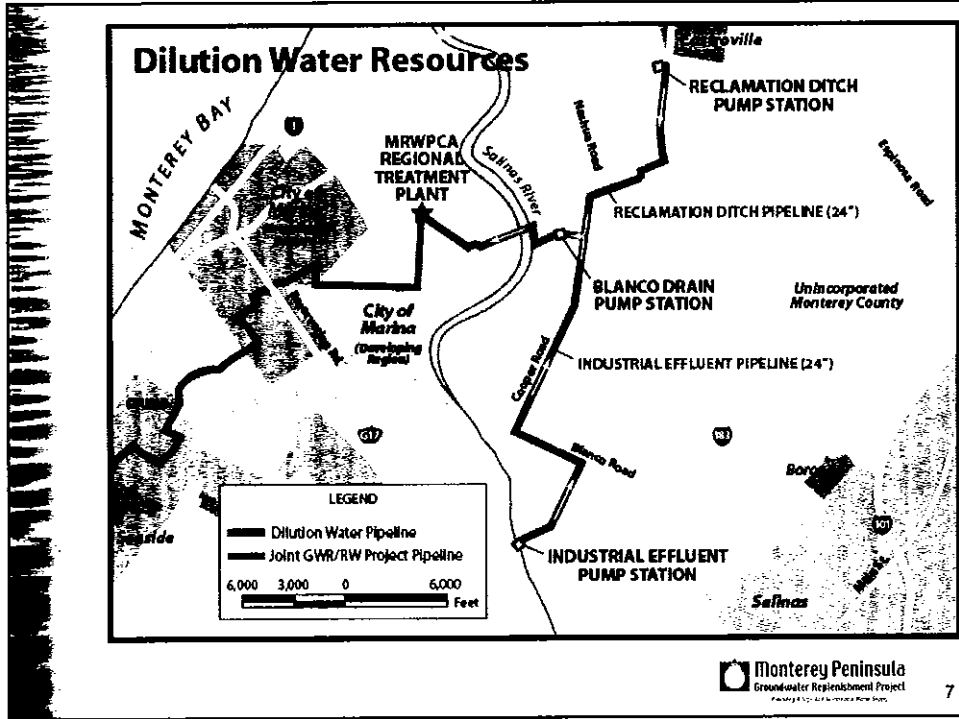 Dilution Water Resources
MONTEREY BAY
1
MRWPCA
REGIONAL
TREATMENT
PLANT
Salinas River
Nashua Road
RECLAMATION DITCH
PUMP STATION
Espinosa Road
RECLAMATION DITCH PIPELINE (24")
BLANCO DRAIN
PUMP STATION
Unincorporated
Monterey County
City of
Marina
(Developing
Region)
Cooper Road
INDUSTRIAL EFFLUENT PIPELINE (24")
183
Blanco Road
101
INDUSTRIAL EFFLUENT
PUMP STATION
Salinas
LEGEND
Dilution Water Pipeline
Joint GWR/RW Project Pipeline
6,000 3,000 0 6,000
Feet
Monterey Peninsula
Groundwater Replenishment Project
7